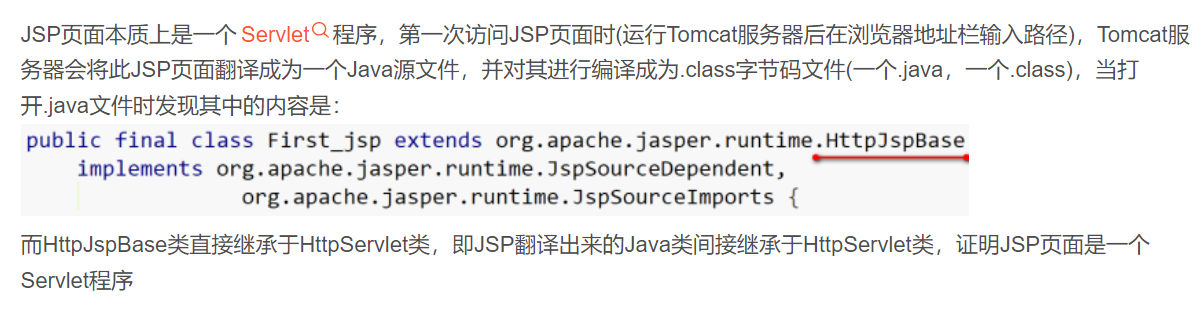 JSP页面本质上是一个 Servlet 程序，第一次访问JSP页面时(运行Tomcat服务器后在浏览器地址栏输入路径)，Tomcat服
务器会将此JSP页面翻译成为一个Java源文件，并对其进行编译成为.class字节码文件(一个.java，一个.class)，当打
开.java文件时发现其中的内容是：
public final class First_jsp extends org.apache.jasper.runtime.HttpJspBase
    implements org.apache.jasper.runtime.JspSourceDependent,
                 org.apache.jasper.runtime.JspSourceImports {
而HttpJspBase类直接继承于HttpServlet类，即JSP翻译出来的Java类间接继承于HttpServlet类，证明JSP页面是一个
Servlet程序